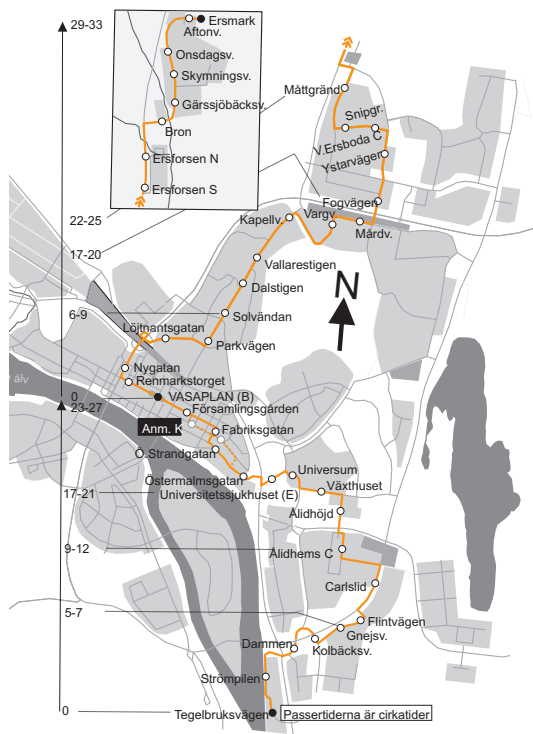 29-33
Ersmark
Aftonv.
Onsdagsv.
Skymningsv.
Gärssjöbäcksv.
Bron
Ersforsen N
Ersforsen S
Måttgränd
Snipgr.
V.Ersboda C
Ystarvägen
Fogvägen
Vargv.
Mårdv.
22-25
Kapellv.
17-20
Vallarestigen
Dalstigen
N
6-9
Solvändan
Löjtnantsgatan
Parkvägen
Nygatan
Renmarkstorget
e älv
0
VASAPLAN (B)
23-27
Församlingsgården
Anm. K
Fabriksgatan
Ö.Strandgatan
Östermalmsgatan
Universum
17-21
Universitetssjukhuset (E)
Växthuset
Ålidhöjd
9-12
Ålidhems C
Carlslid
5-7
Flintvägen
Gnejsv.
Kolbäcksv.
Dammen
Strömpilen
0
Tegelbruksvägen
Passertiderna är cirkatider